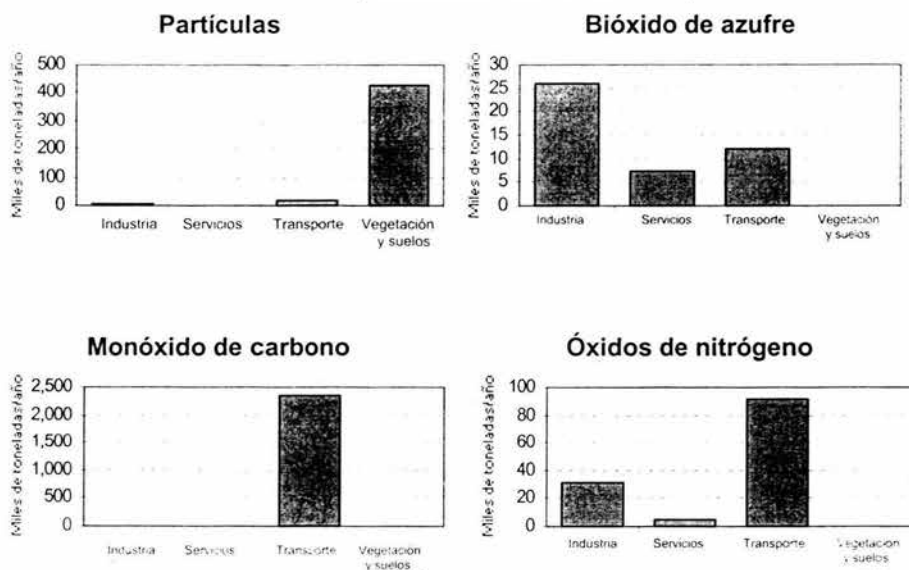 Partículas
Miles de toneladas/año
500
400
300
200
100
0
Industria Servicios Transporte Vegetación
y suelos
Bióxido de azufre
Miles de toneladas/año
30
25
20
15
10
5
0
Industria Servicios Transporte Vegetación
y suelos
Monóxido de carbono
Miles de toneladas/año
2,500
2,000
1,500
1,000
500
0
Industria Servicios Transporte Vegetación
y suelos
Óxidos de nitrógeno
Miles de toneladas/año
100
80
60
40
20
0
Industria Servicios Transporte Vegetación
y suelos